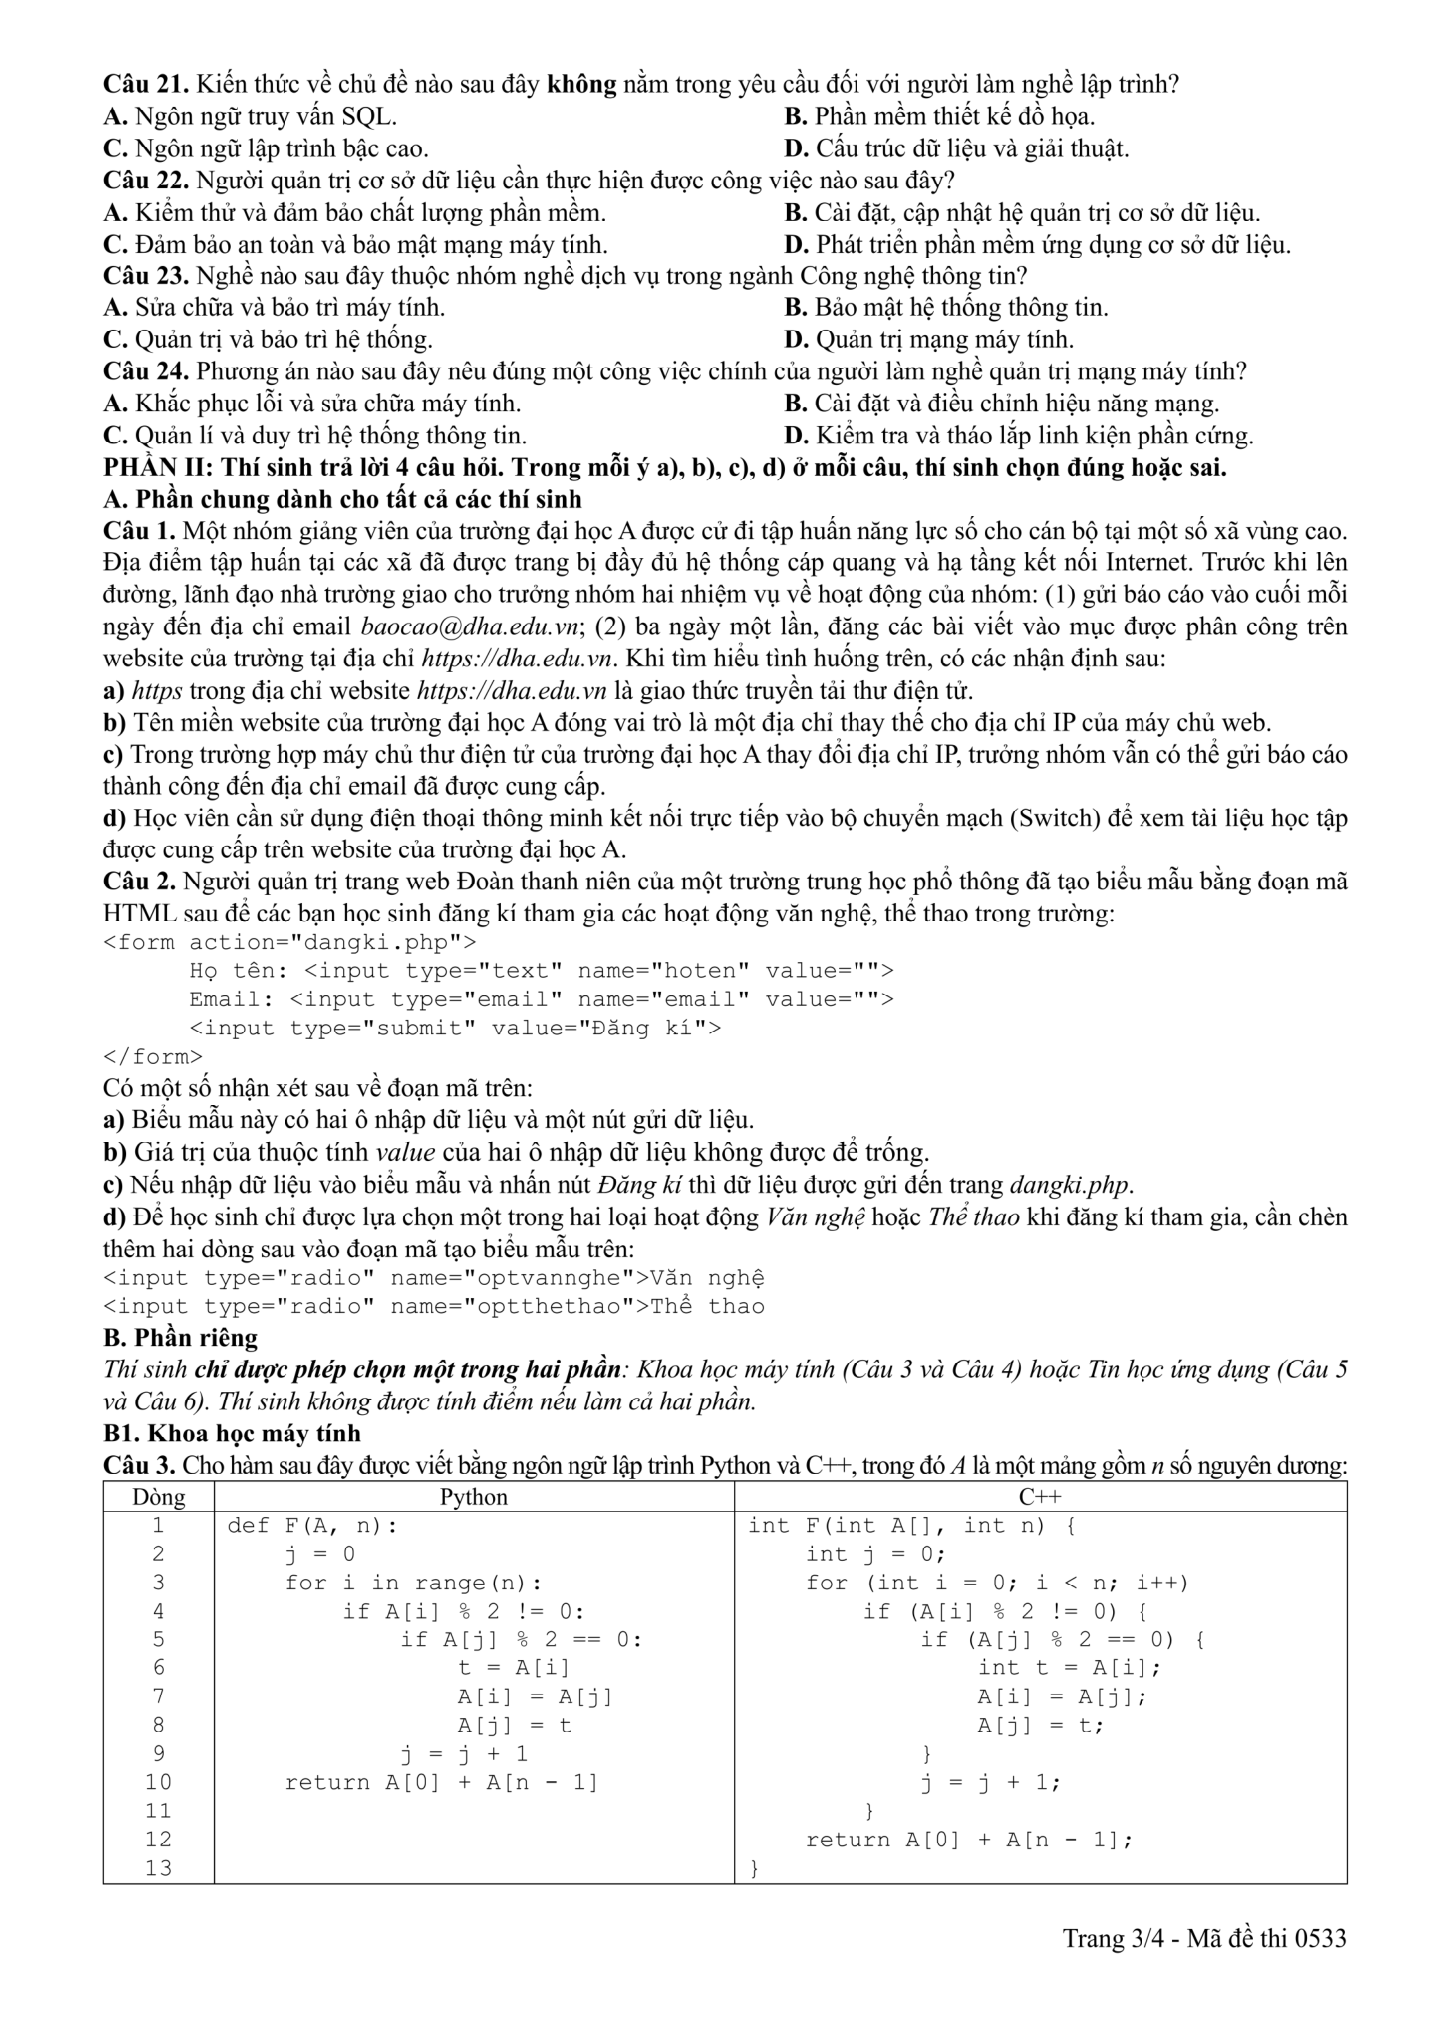 Câu 21. Kiến thức về chủ đề nào sau đây không nằm trong yêu cầu đối với người làm nghề lập trình?
A. Ngôn ngữ truy vấn SQL. B. Phần mềm thiết kế đồ họa.
C. Ngôn ngữ lập trình bậc cao. D. Cấu trúc dữ liệu và giải thuật.
Câu 22. Người quản trị cơ sở dữ liệu cần thực hiện được công việc nào sau đây?
A. Kiểm thử và đảm bảo chất lượng phần mềm. B. Cài đặt, cập nhật hệ quản trị cơ sở dữ liệu.
C. Đảm bảo an toàn và bảo mật mạng máy tính. D. Phát triển phần mềm ứng dụng cơ sở dữ liệu.
Câu 23. Nghề nào sau đây thuộc nhóm nghề dịch vụ trong ngành Công nghệ thông tin?
A. Sửa chữa và bảo trì máy tính. B. Bảo mật hệ thống thông tin.
C. Quản trị và bảo trì hệ thống. D. Quản trị mạng máy tính.
Câu 24. Phương án nào sau đây nêu đúng một công việc chính của người làm nghề quản trị mạng máy tính?
A. Khắc phục lỗi và sửa chữa máy tính. B. Cài đặt và điều chỉnh hiệu năng mạng.
C. Quản lí và duy trì hệ thống thông tin. D. Kiểm tra và tháo lắp linh kiện phần cứng.
PHẦN II: Thí sinh trả lời 4 câu hỏi. Trong mỗi ý a), b), c), d) ở mỗi câu, thí sinh chọn đúng hoặc sai.
A. Phần chung dành cho tất cả các thí sinh
Câu 1. Một nhóm giảng viên của trường đại học A được cử đi tập huấn năng lực số cho cán bộ tại một số xã vùng cao.
Địa điểm tập huấn tại các xã đã được trang bị đầy đủ hệ thống cáp quang và hạ tầng kết nối Internet. Trước khi lên
đường, lãnh đạo nhà trường giao cho trưởng nhóm hai nhiệm vụ về hoạt động của nhóm: (1) gửi báo cáo vào cuối mỗi
ngày đến địa chỉ email baocao@dha.edu.vn; (2) ba ngày một lần, đăng các bài viết vào mục được phân công trên
website của trường tại địa chỉ https://dha.edu.vn. Khi tìm hiểu tình huống trên, có các nhận định sau:
a) https trong địa chỉ website https://dha.edu.vn là giao thức truyền tải thư điện tử.
b) Tên miền website của trường đại học A đóng vai trò là một địa chỉ thay thế cho địa chỉ IP của máy chủ web.
c) Trong trường hợp máy chủ thư điện tử của trường đại học A thay đổi địa chỉ IP, trưởng nhóm vẫn có thể gửi báo cáo
thành công đến địa chỉ email đã được cung cấp.
d) Học viên cần sử dụng điện thoại thông minh kết nối trực tiếp vào bộ chuyển mạch (Switch) để xem tài liệu học tập
được cung cấp trên website của trường đại học A.
Câu 2. Người quản trị trang web Đoàn thanh niên của một trường trung học phổ thông đã tạo biểu mẫu bằng đoạn mã
HTML sau để các bạn học sinh đăng kí tham gia các hoạt động văn nghệ, thể thao trong trường:
<form action="dangki.php">
Họ tên: <input type="text" name="hoten" value="">
Email: <input type="email" name="email" value="">
<input type="submit" value="Đăng kí">
</form>
Có một số nhận xét sau về đoạn mã trên:
a) Biểu mẫu này có hai ô nhập dữ liệu và một nút gửi dữ liệu.
b) Giá trị của thuộc tính value của hai ô nhập dữ liệu không được để trống.
c) Nếu nhập dữ liệu vào biểu mẫu và nhấn nút Đăng kí thì dữ liệu được gửi đến trang dangki.php.
d) Để học sinh chỉ được lựa chọn một trong hai loại hoạt động Văn nghệ hoặc Thể thao khi đăng kí tham gia, cần chèn
thêm hai dòng sau vào đoạn mã tạo biểu mẫu trên:
<input type="radio" name="optvannghe">Văn nghệ
<input type="radio" name="optthethao">Thể thao
B. Phần riêng
Thí sinh chỉ được phép chọn một trong hai phần: Khoa học máy tính (Câu 3 và Câu 4) hoặc Tin học ứng dụng (Câu 5
và Câu 6). Thí sinh không được tính điểm nếu làm cả hai phần.
B1. Khoa học máy tính
Câu 3. Cho hàm sau đây được viết bằng ngôn ngữ lập trình Python và C++, trong đó A là một mảng gồm n số nguyên dương:
Dòng Python C++
1 def F(A, n): int F(int A[], int n) {
2 j = 0 int j = 0;
3 for i in range(n): for (int i = 0; i < n; i++)
4 if A[i] % 2 != 0: if (A[i] % 2 != 0) {
5 if A[j] % 2 == 0: if (A[j] % 2 == 0) {
6 t = A[i] int t = A[i];
7 A[i] = A[j] A[i] = A[j];
8 A[j] = t A[j] = t;
9 j = j + 1 }
10 return A[0] + A[n - 1] j = j + 1;
11 }
12 return A[0] + A[n - 1];
13 }
Trang 3/4 - Mã đề thi 0533